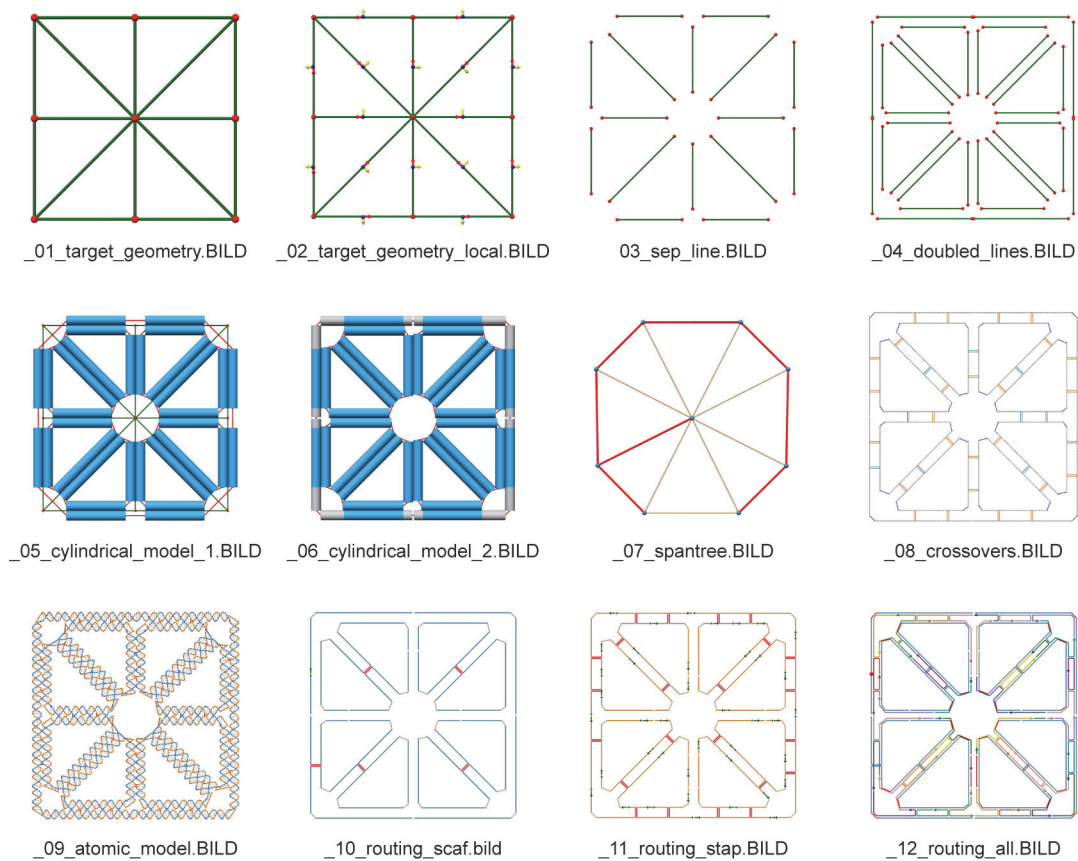 _01_target_geometry.BILD
_02_target_geometry_local.BILD
03_sep_line.BILD
_04_doubled_lines.BILD
_05_cylindrical_model_1.BILD
_06_cylindrical_model_2.BILD
_07_spantree.BILD
_08_crossovers.BILD
_09_atomic_model.BILD
_10_routing_scaf.bild
_11_routing_stap.BILD
_12_routing_all.BILD